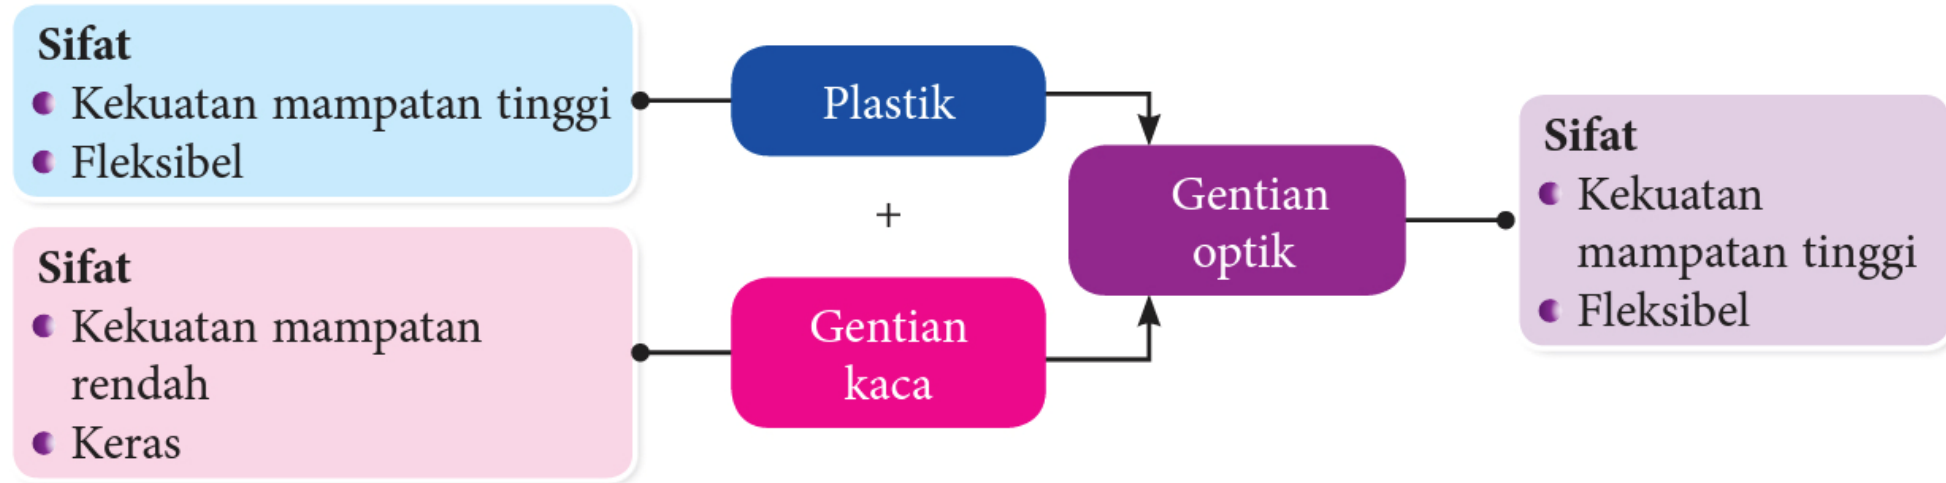 Sifat
Kekuatan mampatan tinggi
Fleksibel
Plastik
+
Sifat
Kekuatan mampatan
rendah
Keras
Gentian
kaca
Gentian
optik
Sifat
Kekuatan
mampatan tinggi
Fleksibel